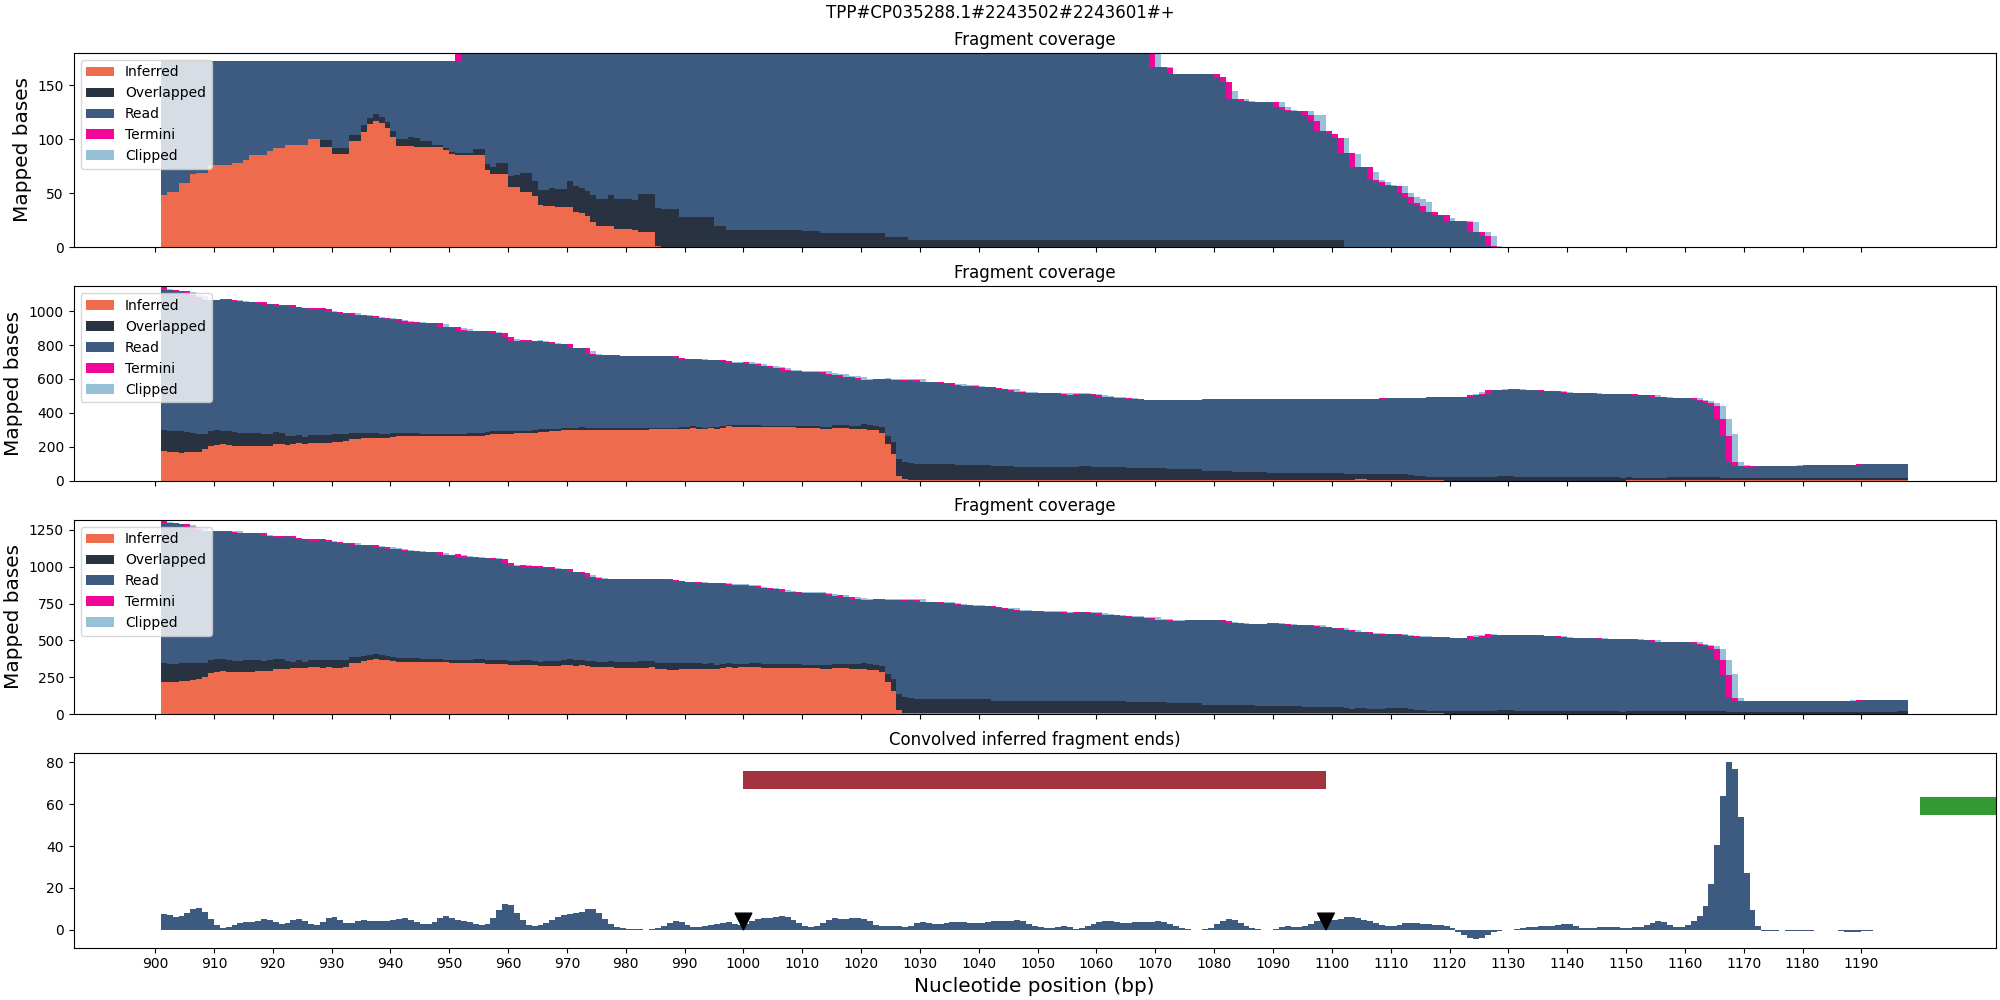 TPP#CP035288.1#2243502#2243601#+
Fragment coverage
Mapped bases
150
100
50
0
Inferred
Overlapped
Read
Termini
Clipped
Fragment coverage
Mapped bases
1000
800
600
400
200
0
Inferred
Overlapped
Read
Termini
Clipped
Fragment coverage
Mapped bases
1250
1000
750
500
250
0
Inferred
Overlapped
Read
Termini
Clipped
Convolved inferred fragment ends)
80
60
40
20
0
900 910 920 930 940 950 960 970 980 990 1000 1010 1020 1030 1040 1050 1060 1070 1080 1090 1100 1110 1120 1130 1140 1150 1160 1170 1180 1190
Nucleotide position (bp)